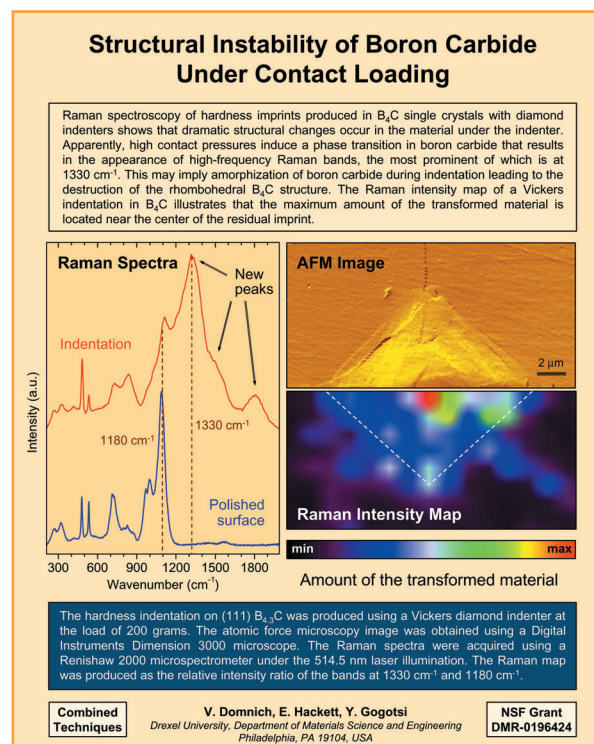 Structural Instability of Boron Carbide
Under Contact Loading
Raman spectroscopy of hardness imprints produced in B₄C single crystals with diamond
indenters shows that dramatic structural changes occur in the material under the indenter.
Apparently, high contact pressures induce a phase transition in boron carbide that results
in the appearance of high-frequency Raman bands, the most prominent of which is at
1330 cm⁻¹. This may imply amorphization of boron carbide during indentation leading to
destruction of the rhombohedral B₄C structure. The Raman intensity map of a Vickers
indentation in B₄C illustrates that the maximum amount of the transformed material is
located near the center of the residual imprint.
Raman Spectra
New
peaks
Indentation
1180 cm⁻¹
1330 cm⁻¹
Polished
surface
Intensity (a.u.)
300 600 900 1200 1500 1800
Wavenumber (cm⁻¹)
AFM Image
2 µm
Raman Intensity Map
min max
Amount of the transformed material
The hardness indentation on (111) B₄.₃C was produced using a Vickers diamond indenter at
the load of 200 grams. The atomic force microscopy image was obtained using a Digital
Instruments Dimension 3000 microscope. The Raman spectra were acquired using a
Renishaw 2000 microspectrometer under the 514.5 nm laser illumination. The Raman map
was produced as the relative intensity ratio of the bands at 1330 cm⁻¹ and 1180 cm⁻¹.
Combined
Techniques
V. Domnich, E. Hackett, Y. Gogotsi
Drexel University, Department of Materials Science and Engineering
Philadelphia, PA 19104, USA
NSF Grant
DMR-0196424